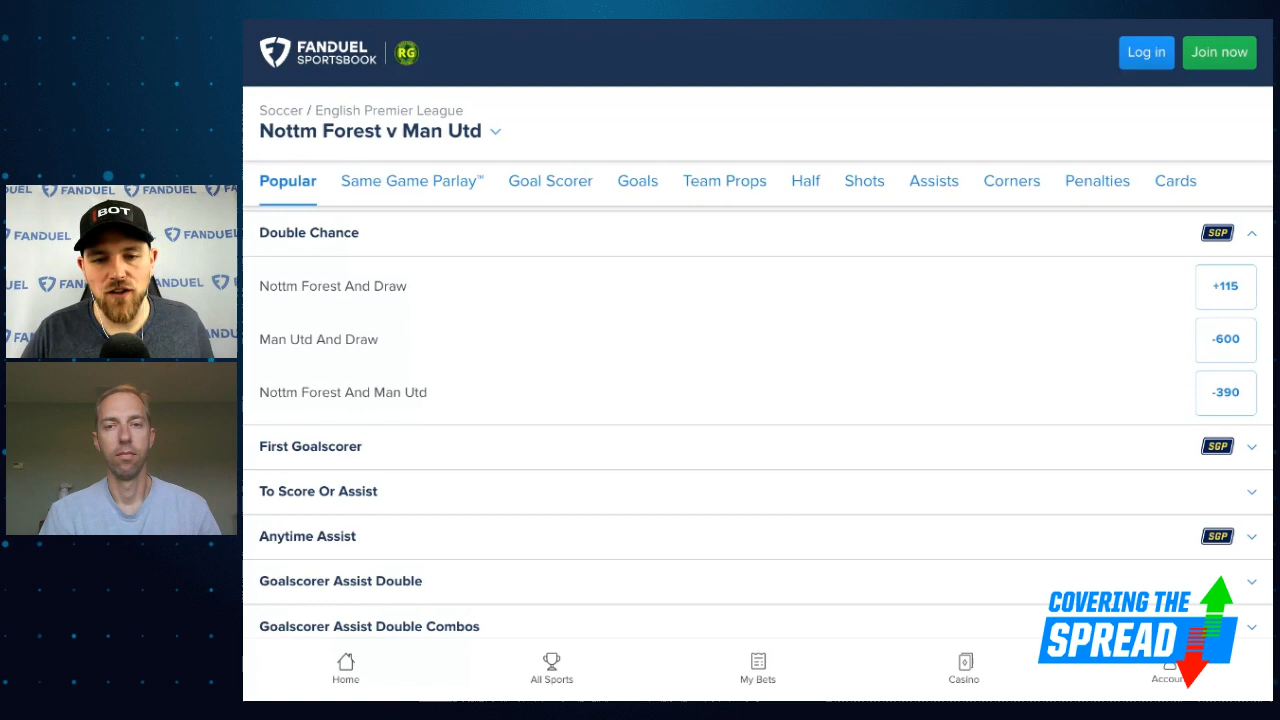 FANDUEL
SPORTSBOOK
RG
Log in
Join now
Soccer / English Premier League
Nottm Forest v Man Utd
Popular
Same Game Parlay™
Goal Scorer
Goals
Team Props
Half
Shots
Assists
Corners
Penalties
Cards
Double Chance
SGP
Nottm Forest And Draw
+115
Man Utd And Draw
-600
Nottm Forest And Man Utd
-390
First Goalscorer
SGP
To Score Or Assist
Anytime Assist
SGP
Goalscorer Assist Double
Goalscorer Assist Double Combos
Home
All Sports
My Bets
Casino
Accou
COVERING THE
SPREAD
BOT
FANDUEL
FANDUEL
FANDUEL